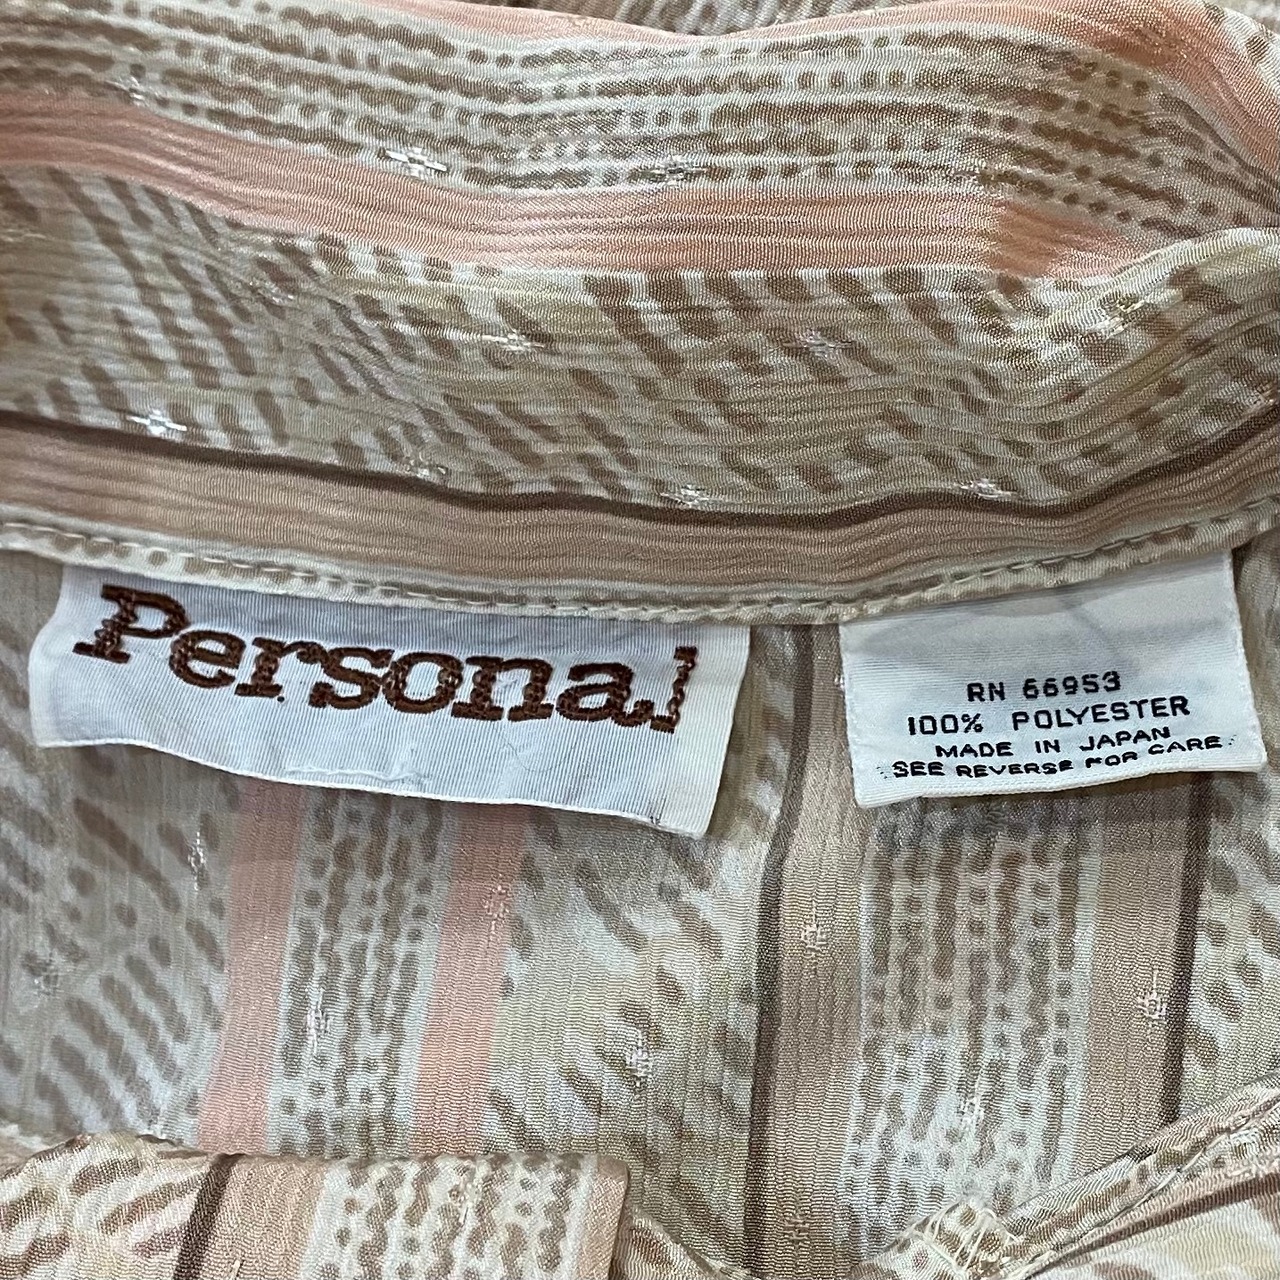 Personal
RN 66953
100% POLYESTER
MADE IN JAPAN
SEE REVERSE FOR CARE.